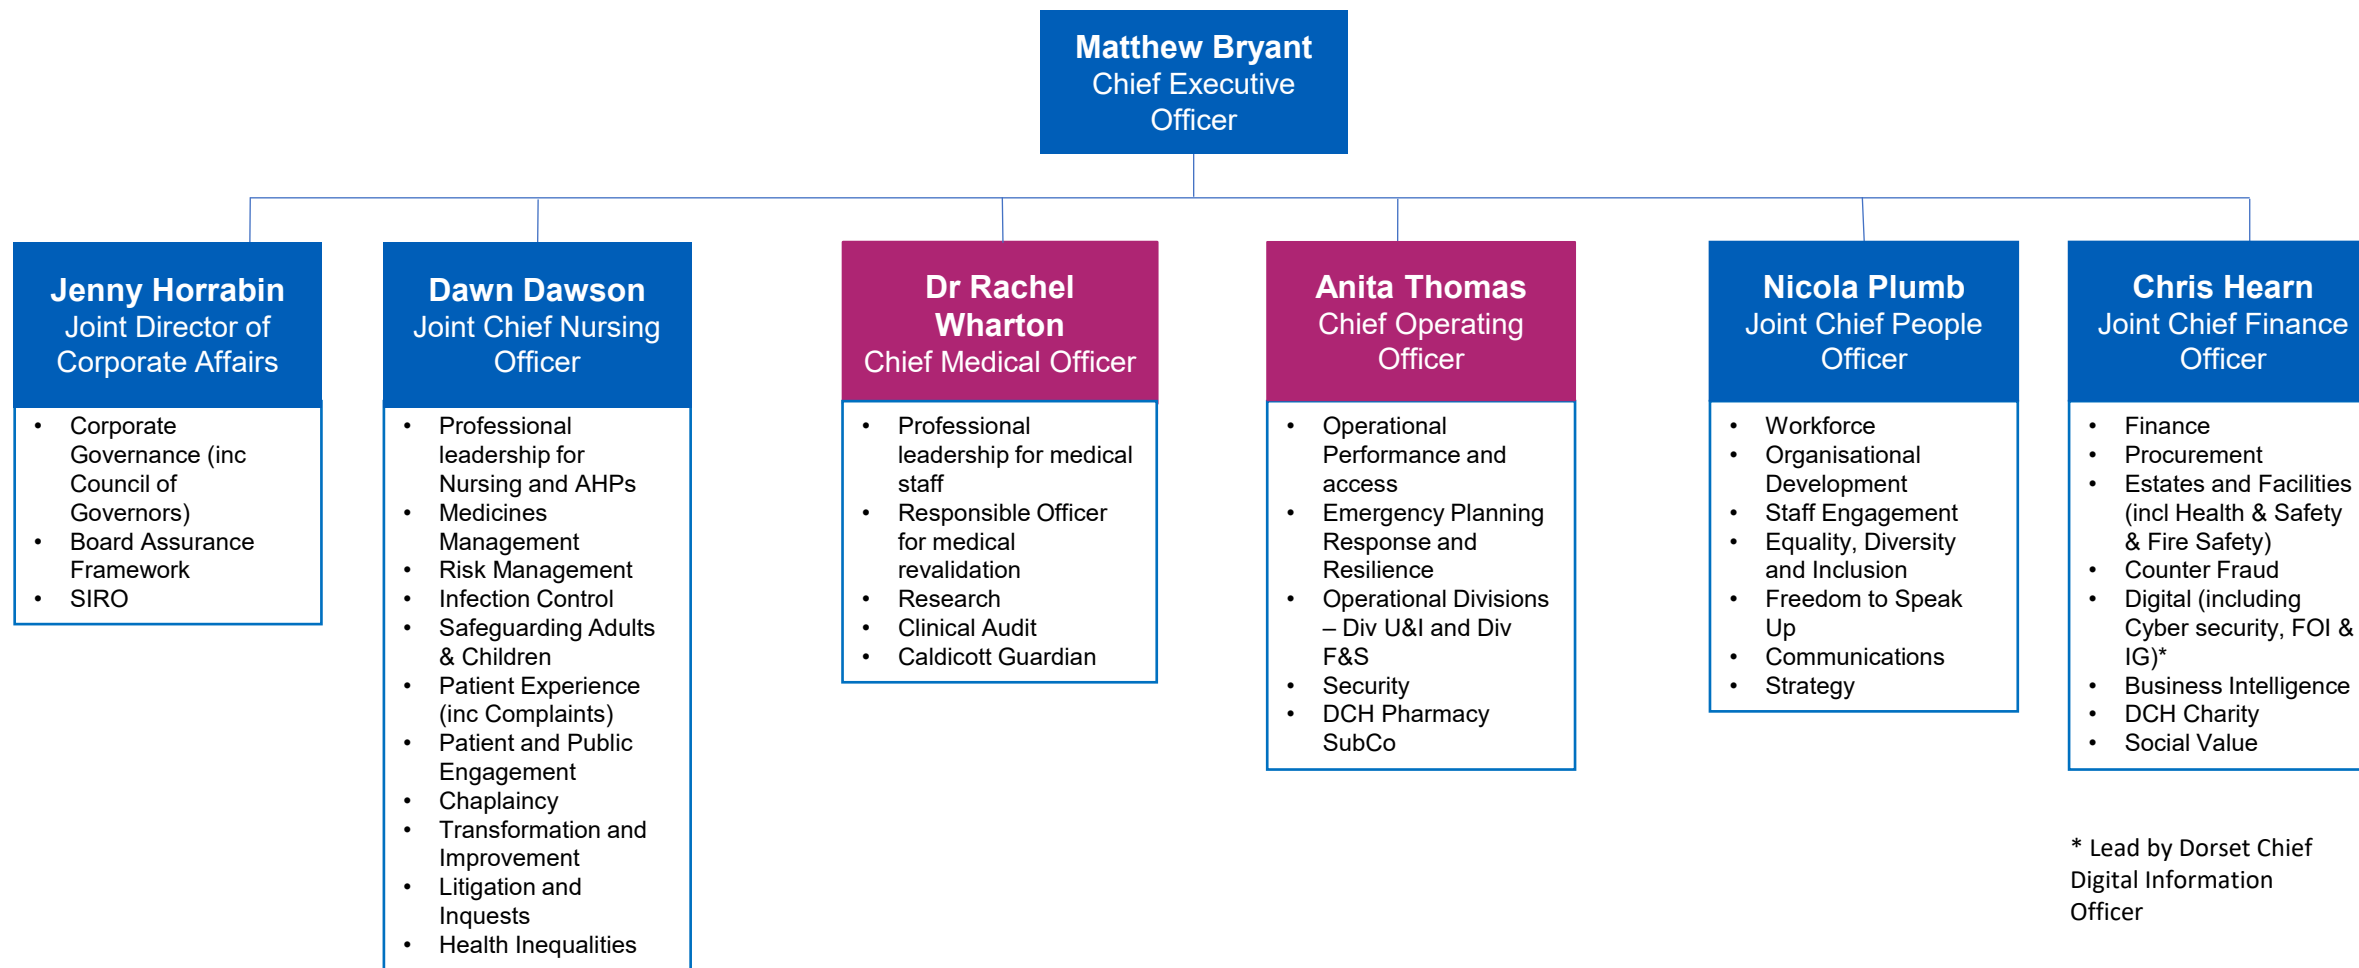 Matthew Bryant
Chief Executive
Officer
Jenny Horrabin
Joint Director of
Corporate Affairs
• Corporate
Governance (inc
Council of
Governors)
• Board Assurance
Framework
• SIRO
Dawn Dawson
Joint Chief Nursing
Officer
• Professional
leadership for
Nursing and AHPs
• Medicines
Management
• Risk Management
• Infection Control
• Safeguarding Adults
& Children
• Patient Experience
(inc Complaints)
• Patient and Public
Engagement
• Chaplaincy
• Transformation and
Improvement
• Litigation and
Inquests
• Health Inequalities
Dr Rachel
Wharton
Chief Medical Officer
• Professional
leadership for medical
staff
• Responsible Officer
for medical
revalidation
• Research
• Clinical Audit
• Caldicott Guardian
Anita Thomas
Chief Operating
Officer
• Operational
Performance and
access
• Emergency Planning
Response and
Resilience
• Operational Divisions
– Div U&I and Div
F&S
• Security
• DCH Pharmacy
SubCo
Nicola Plumb
Joint Chief People
Officer
• Workforce
• Organisational
Development
• Staff Engagement
• Equality, Diversity
and Inclusion
• Freedom to Speak
Up
• Communications
• Strategy
Chris Hearn
Joint Chief Finance
Officer
• Finance
• Procurement
• Estates and Facilities
(incl Health & Safety
& Fire Safety)
• Counter Fraud
• Digital (including
Cyber security, FOI &
IG)*
• Business Intelligence
• DCH Charity
• Social Value
* Lead by Dorset Chief
Digital Information
Officer